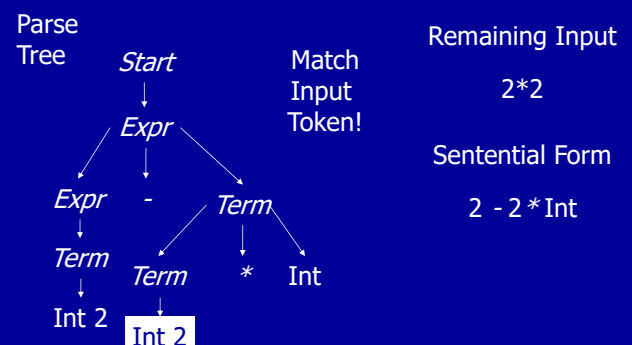 Parse
Tree
Start
Match
Input
Token!
Remaining Input
2*2
Expr
Sentential Form
Expr - Term
2 - 2 * Int
Term
Term * Int
Int 2
Int 2